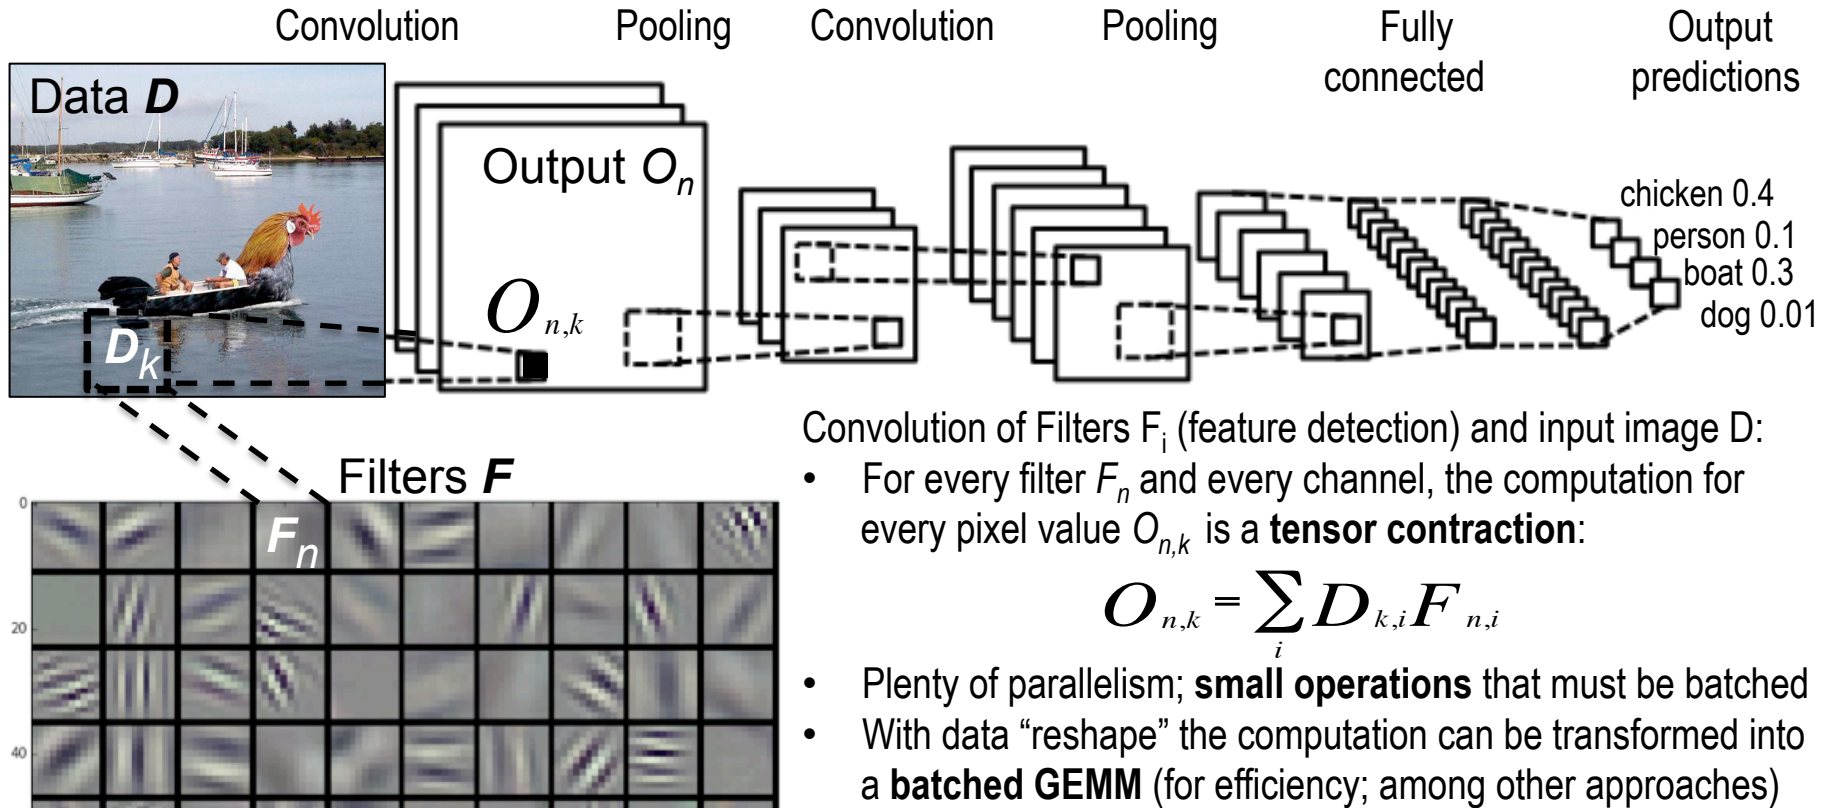 Convolution Pooling Convolution Pooling Fully connected Output predictions
Data D
Output On
On,k
Dk
chicken 0.4
person 0.1
boat 0.3
dog 0.01
Filters F
Fn
0
20
40
Convolution of Filters Fi (feature detection) and input image D:
• For every filter Fn and every channel, the computation for
every pixel value On,k is a tensor contraction:
On,k = ∑i Dk,i Fn,i
• Plenty of parallelism; small operations that must be batched
• With data “reshape” the computation can be transformed into
a batched GEMM (for efficiency; among other approaches)